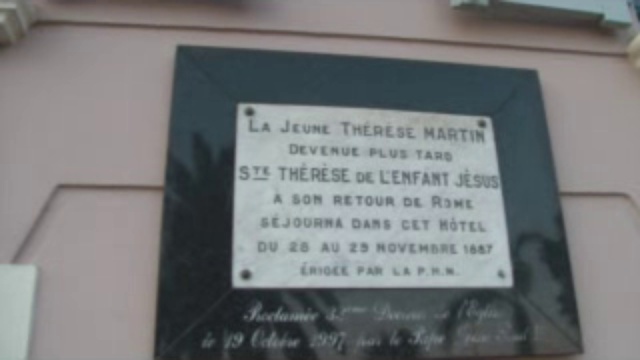 LA JEUNE THÉRÈSE MARTIN
DEVENUE PLUS TARD
STE THÉRÈSE DE L'ENFANT JÉSUS
A SON RETOUR DE ROME
SÉJOURNA DANS CET HÔTEL
DU 28 AU 29 NOVEMBRE 1887
ÉRIGÉE PAR LA P.H.N.
Proclamée Docteur de l'Eglise
le 19 Octobre 1997 par le Pape